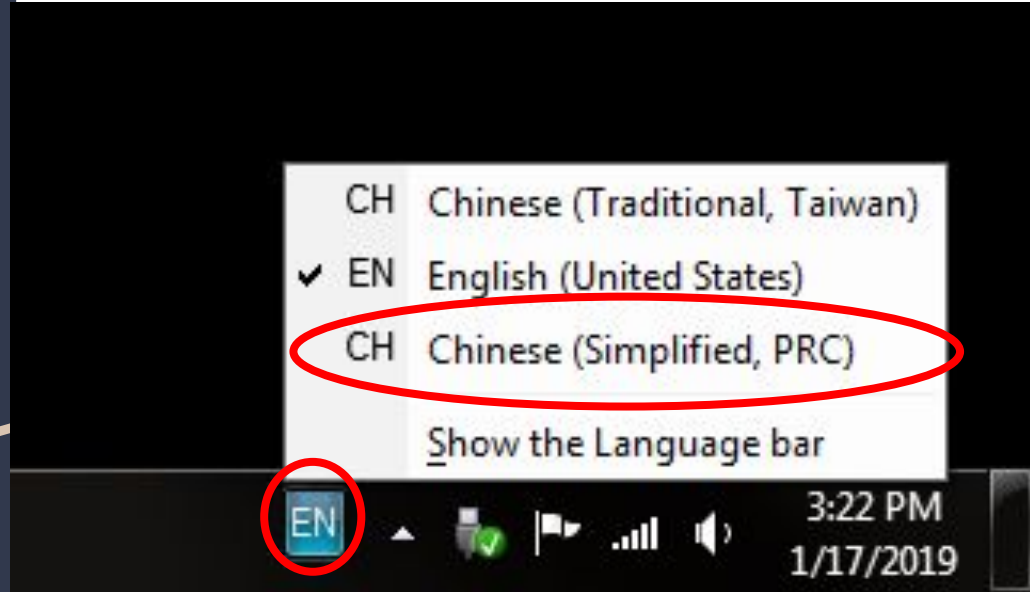 CH Chinese (Traditional, Taiwan)
EN English (United States)
CH Chinese (Simplified, PRC)
Show the Language bar
EN 3:22 PM
1/17/2019